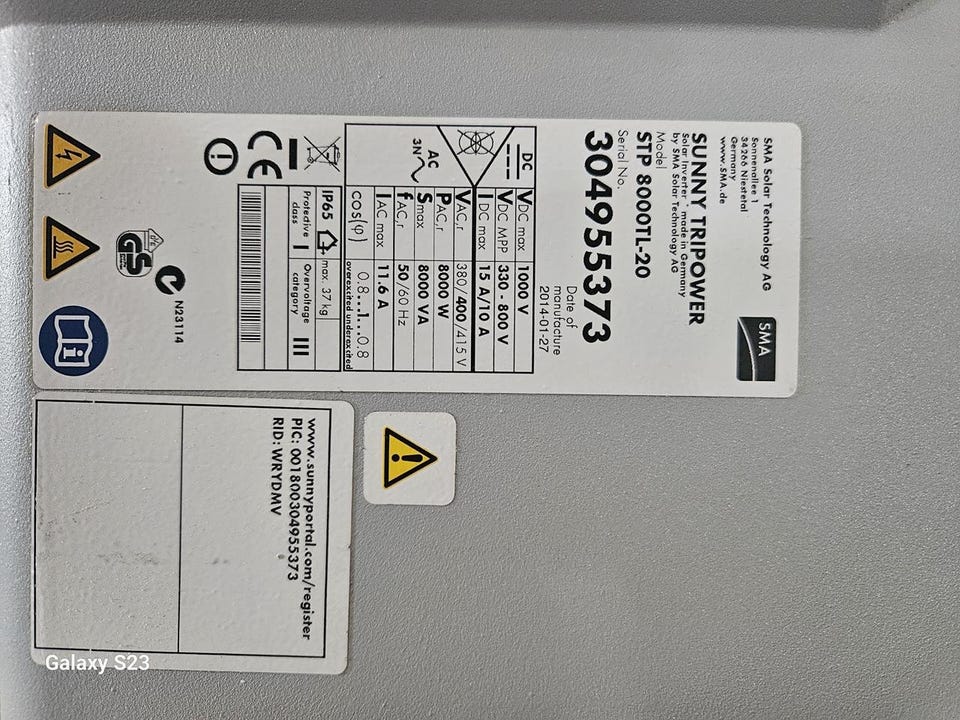 SMA Solar Technology AG
Sonnenallee 1
34266 Niestetal
Germany
www.SMA.de
SMA
SUNNY TRIPOWER
Solar Inverter * made in Germany
by SMA Solar Technology AG
Model
STP 8000TL-20
Serial No.
304955373
Date of
manufacture
2014-01-27
DC
AC
3N
VDC max 1000 V
VDC MPP 330 - 800 V
IDC max 15 A/10 A
VAC,r 380/400/415 V
PAC,r 8000 W
Smax 8000 VA
fAC,r 50/60 Hz
IAC max 11.6 A
cos(φ) 0.8...1...0.8
overexcited underexcited
IP65 max. 37 kg
Protective class I Overvoltage category III
CE
GS
N23114
www.sunnyportal.com/register
PIC: 001800304955373
RID: WRYDMV
Galaxy S23